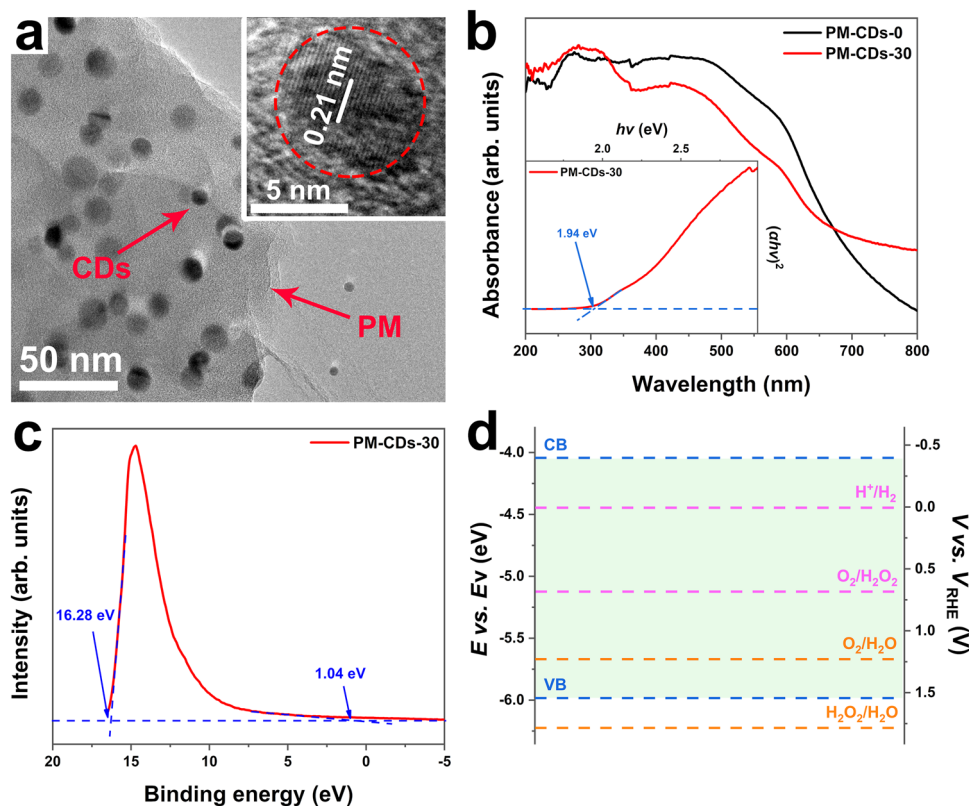 a
0.21 nm
5 nm
CDs
PM
50 nm
b
PM-CDs-0
PM-CDs-30
Absorbance (arb. units)
hv (eV)
2.0 2.5
PM-CDs-30
1.94 eV
(αhv)²
200 300 400 500 600 700 800
Wavelength (nm)
c
PM-CDs-30
Intensity (arb. units)
16.28 eV
1.04 eV
20 15 10 5 0 -5
Binding energy (eV)
d
E vs. Ev (eV)
-4.0
-4.5
-5.0
-5.5
-6.0
CB
H⁺/H₂
O₂/H₂O₂
O₂/H₂O
VB
H₂O₂/H₂O
-0.5
0.0
0.5
1.0
1.5
V vs. V_RHE (V)